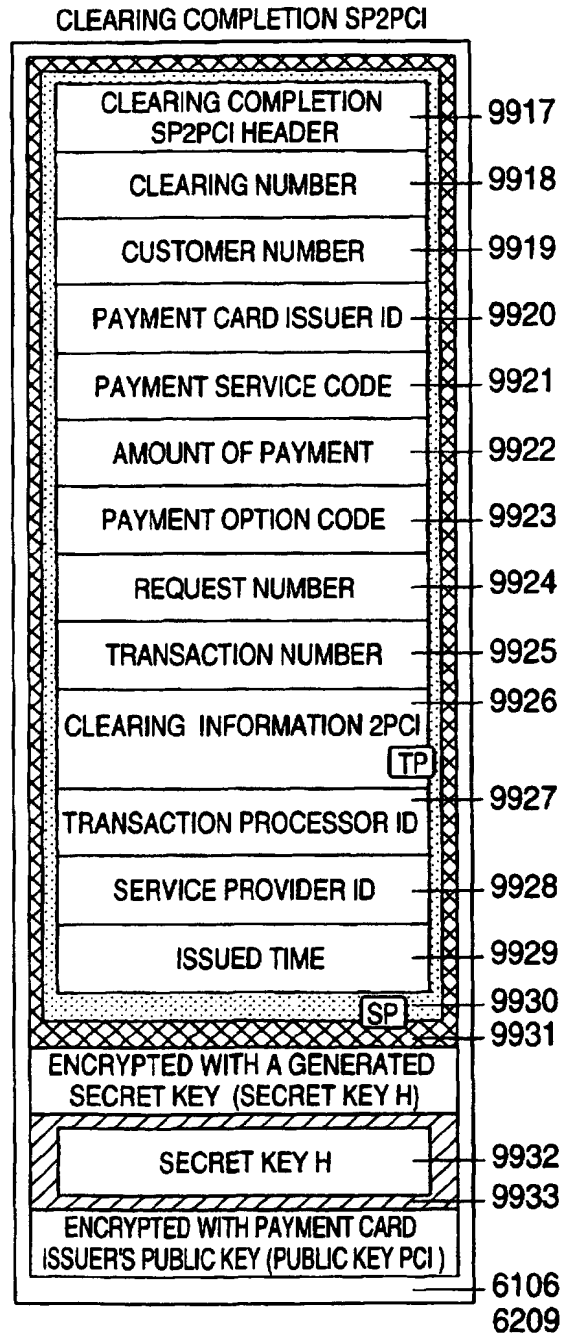 CLEARING COMPLETION SP2PCI
CLEARING COMPLETION
SP2PCI HEADER
9917
CLEARING NUMBER
9918
CUSTOMER NUMBER
9919
PAYMENT CARD ISSUER ID
9920
PAYMENT SERVICE CODE
9921
AMOUNT OF PAYMENT
9922
PAYMENT OPTION CODE
9923
REQUEST NUMBER
9924
TRANSACTION NUMBER
9925
9926
CLEARING INFORMATION 2PCI
TP
9927
TRANSACTION PROCESSOR ID
SERVICE PROVIDER ID
9928
ISSUED TIME
9929
SP
9930
9931
ENCRYPTED WITH A GENERATED
SECRET KEY (SECRET KEY H)
SECRET KEY H
9932
9933
ENCRYPTED WITH PAYMENT CARD
ISSUER'S PUBLIC KEY (PUBLIC KEY PCI )
6106
6209